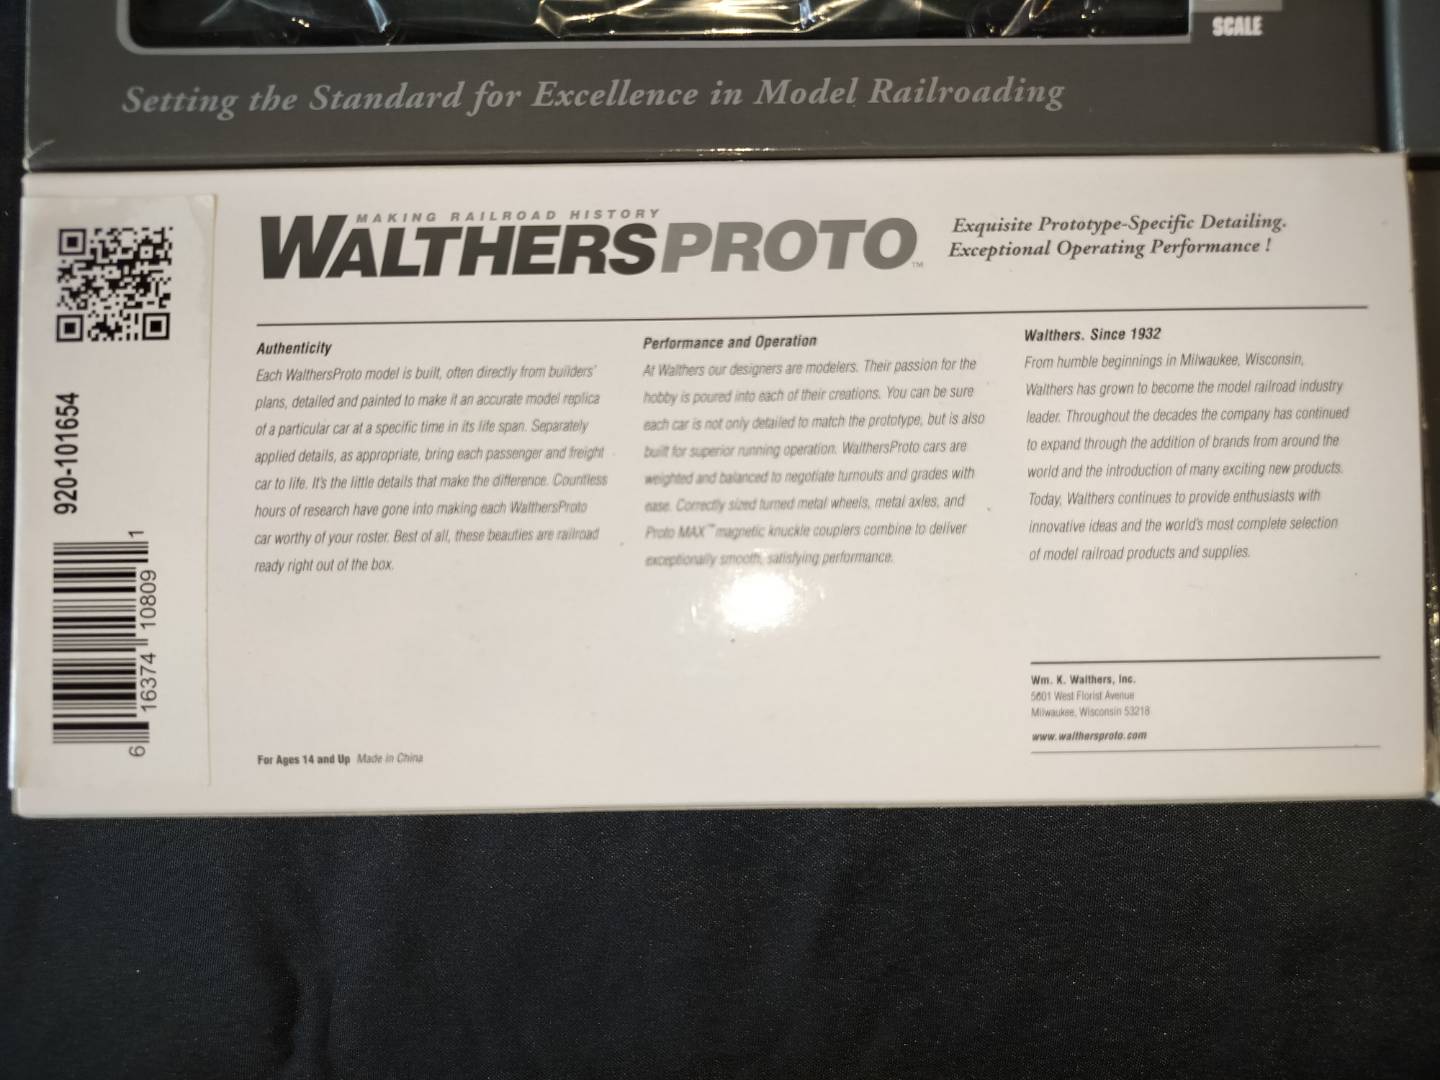 SCALE
Setting the Standard for Excellence in Model Railroading
920-101654
6 16374 10809 1
MAKING RAILROAD HISTORY
WALTHERSPROTO™
Exquisite Prototype-Specific Detailing.
Exceptional Operating Performance !
Authenticity
Each WalthersProto model is built, often directly from builders'
plans, detailed and painted to make it an accurate model replica
of a particular car at a specific time in its life span. Separately
applied details, as appropriate, bring each passenger and freight
car to life. It's the little details that make the difference. Countless
hours of research have gone into making each WalthersProto
car worthy of your roster. Best of all, these beauties are railroad
ready right out of the box.
Performance and Operation
At Walthers our designers are modelers. Their passion for the
hobby is poured into each of their creations. You can be sure
each car is not only detailed to match the prototype, but is also
built for superior running operation. WalthersProto cars are
weighted and balanced to negotiate turnouts and grades with
ease. Correctly sized turned metal wheels, metal axles, and
Proto MAX™ magnetic knuckle couplers combine to deliver
exceptionally smooth, satisfying performance.
Walthers. Since 1932
From humble beginnings in Milwaukee, Wisconsin,
Walthers has grown to become the model railroad industry
leader. Throughout the decades the company has continued
to expand through the addition of brands from around the
world and the introduction of many exciting new products.
Today, Walthers continues to provide enthusiasts with
innovative ideas and the world's most complete selection
of model railroad products and supplies.
Wm. K. Walthers, Inc.
5601 West Florist Avenue
Milwaukee, Wisconsin 53218
www.walthersproto.com
For Ages 14 and Up Made in China